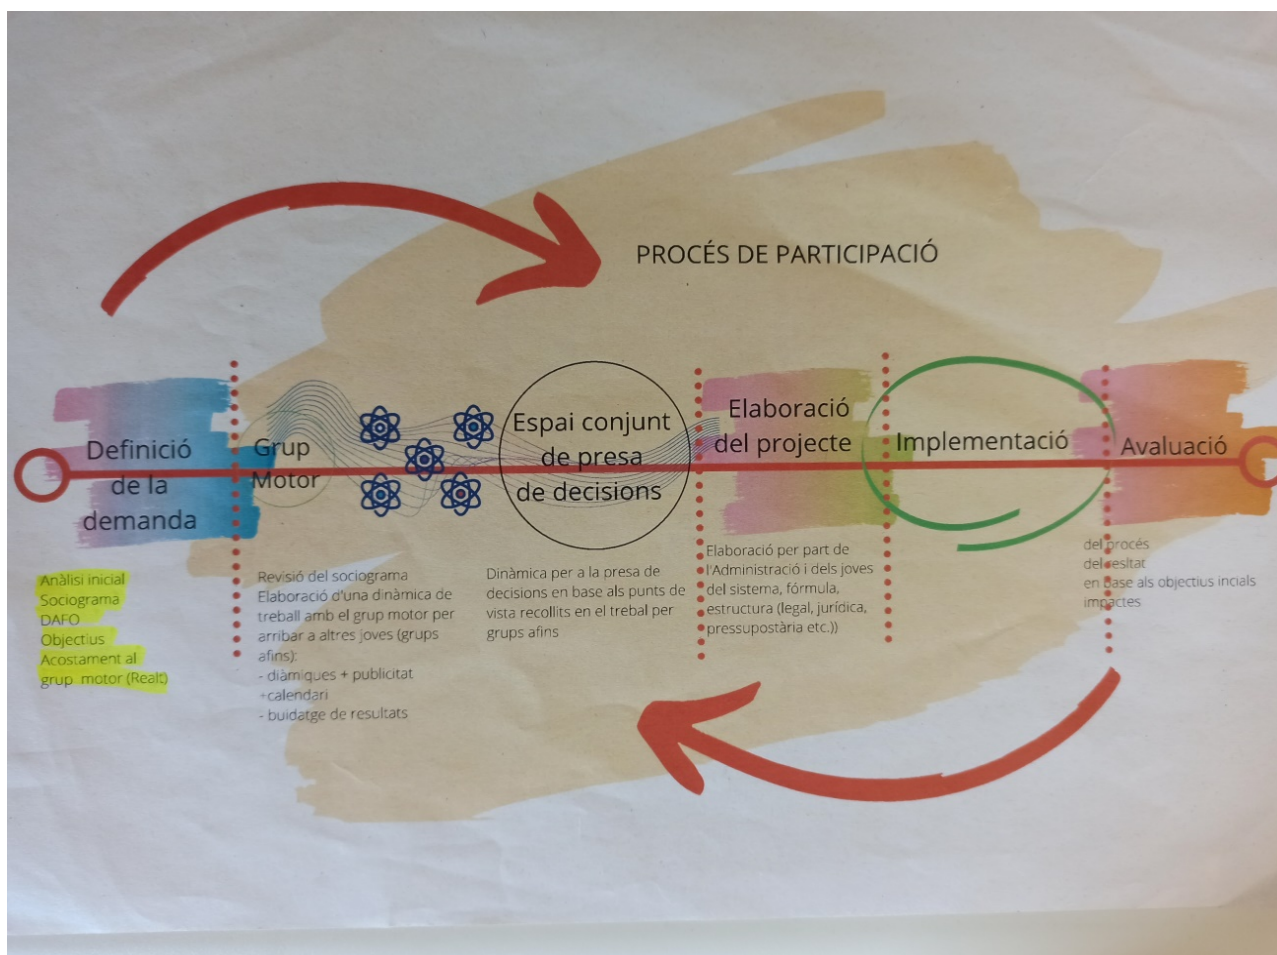 PROCÉS DE PARTICIPACIÓ
Definició
de la
demanda
Anàlisi inicial
Sociograma
DAFO
Objectius
Acostament al
grup motor (Realt)
Grup
Motor
Revisió del sociograma
Elaboració d'una dinàmica de
treball amb el grup motor per
arribar a altres joves (grups
afins):
- diàmiques + publicitat
+calendari
- buidatge de resultats
Espai conjunt
de presa
de decisions
Dinàmica per a la presa de
decisions en base als punts de
vista recollits en el trebal per
grups afins
Elaboració
del projecte
Elaboració per part de
l'Administració i dels joves
del sistema, fórmula,
estructura (legal, jurídica,
pressupostària etc.))
Implementació
Avaluació
del procés
del resltat
en base als objectius incials
impactes